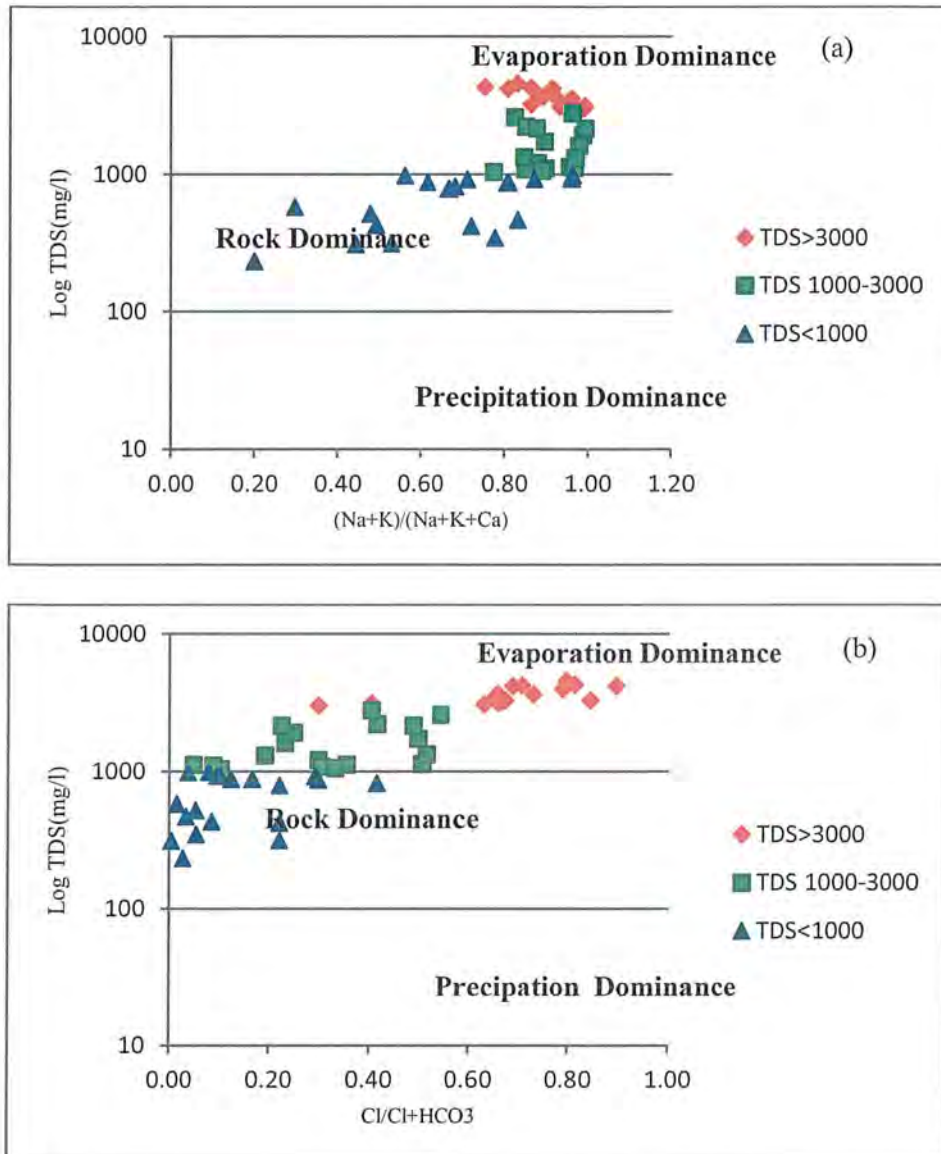 (a)
Evaporation Dominance
Rock Dominance
Precipitation Dominance
Log TDS(mg/l)
10000
1000
100
10
0.00 0.20 0.40 0.60 0.80 1.00 1.20
(Na+K)/(Na+K+Ca)
TDS>3000
TDS 1000-3000
TDS<1000
(b)
Evaporation Dominance
Rock Dominance
Precipation Dominance
Log TDS(mg/l)
10000
1000
100
10
0.00 0.20 0.40 0.60 0.80 1.00
Cl/Cl+HCO3
TDS>3000
TDS 1000-3000
TDS<1000